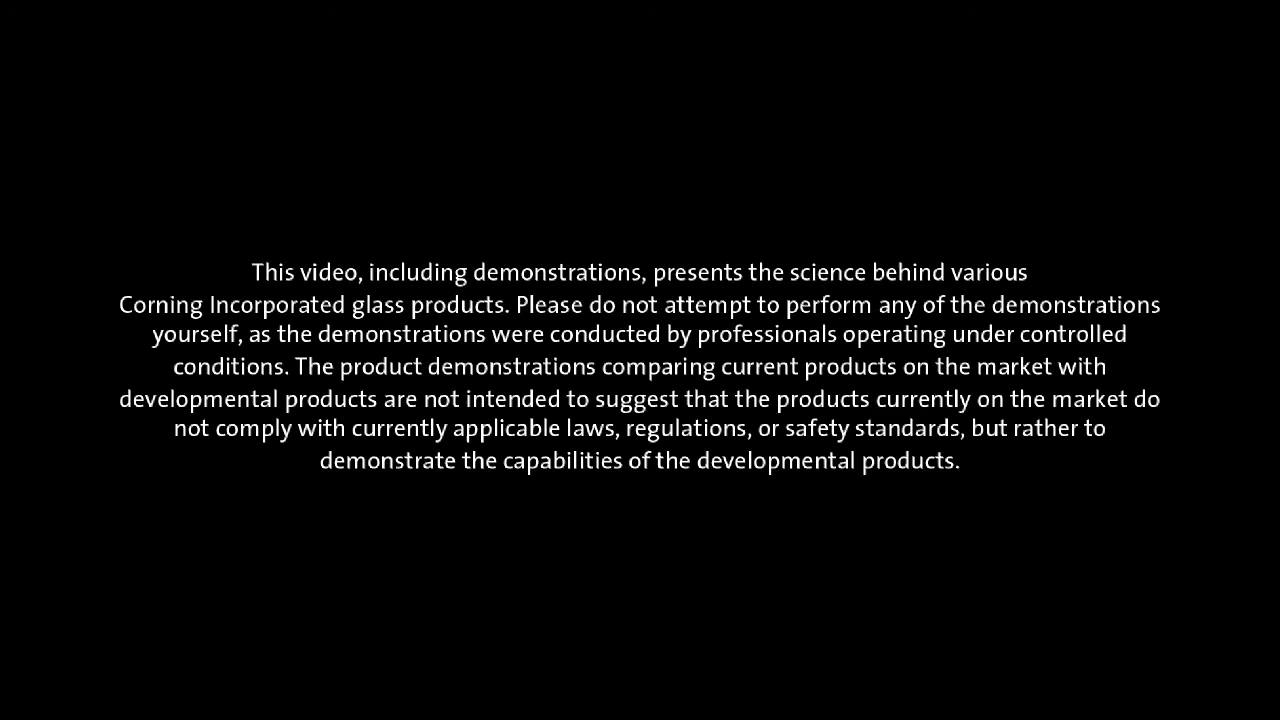 This video, including demonstrations, presents the science behind various
Corning Incorporated glass products. Please do not attempt to perform any of the demonstrations
yourself, as the demonstrations were conducted by professionals operating under controlled
conditions. The product demonstrations comparing current products on the market with
developmental products are not intended to suggest that the products currently on the market do
not comply with currently applicable laws, regulations, or safety standards, but rather to
demonstrate the capabilities of the developmental products.